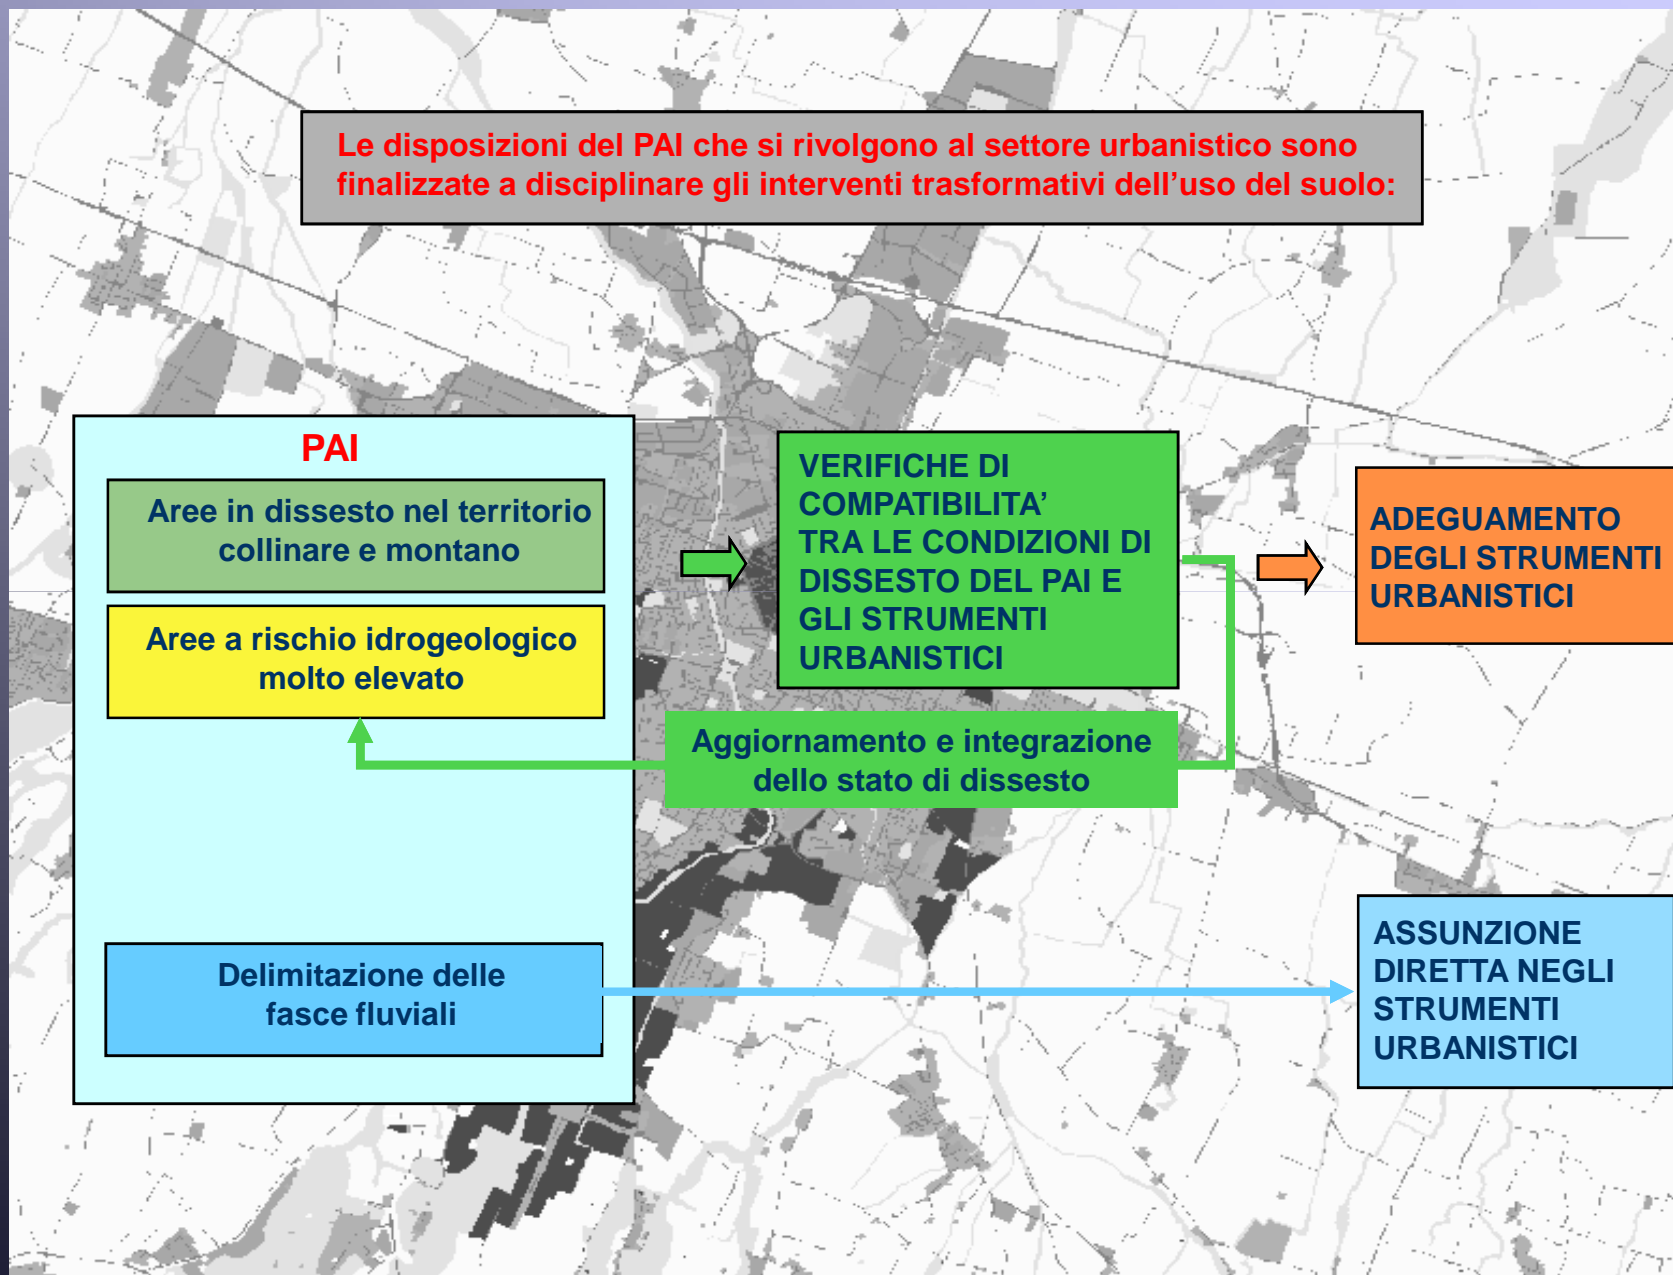 Le disposizioni del PAI che si rivolgono al settore urbanistico sono
finalizzate a disciplinare gli interventi trasformativi dell’uso del suolo:
PAI
Aree in dissesto nel territorio
collinare e montano
Aree a rischio idrogeologico
molto elevato
Delimitazione delle
fasce fluviali
VERIFICHE DI
COMPATIBILITA’
TRA LE CONDIZIONI DI
DISSESTO DEL PAI E
GLI STRUMENTI
URBANISTICI
Aggiornamento e integrazione
dello stato di dissesto
ADEGUAMENTO
DEGLI STRUMENTI
URBANISTICI
ASSUNZIONE
DIRETTA NEGLI
STRUMENTI
URBANISTICI